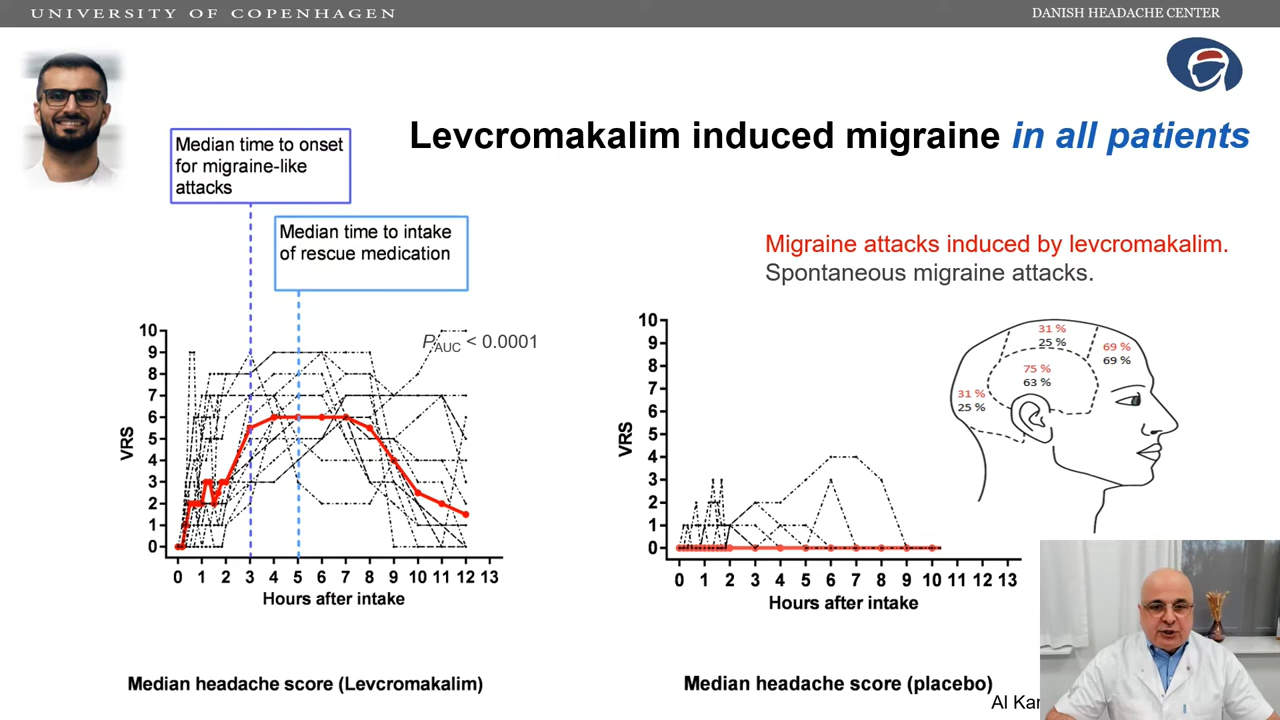 UNIVERSITY OF COPENHAGEN
DANISH HEADACHE CENTER
Levcromakalim induced migraine in all patients
Median time to onset
for migraine-like
attacks
Median time to intake
of rescue medication
Migraine attacks induced by levcromakalim.
Spontaneous migraine attacks.
PAUC < 0.0001
VRS
10
9
8
7
6
5
4
3
2
1
0
0 1 2 3 4 5 6 7 8 9 10 11 12 13
Hours after intake
Median headache score (Levcromakalim)
VRS
10
9
8
7
6
5
4
3
2
1
0
0 1 2 3 4 5 6 7 8 9 10 11 12 13
Hours after intake
Median headache score (placebo)
31 %
25 %
69 %
69 %
75 %
63 %
31 %
25 %
Al